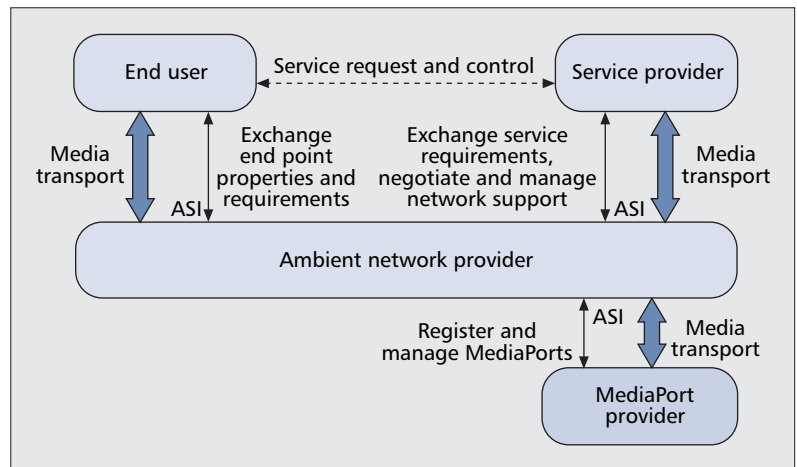 End user
Service request and control
Service provider
Media
transport
ASI
Exchange
end point
properties and
requirements
Exchange service
requirements,
negotiate and manage
network support
ASI
Media
transport
Ambient network provider
Register and
manage MediaPorts
ASI
Media
transport
MediaPort
provider